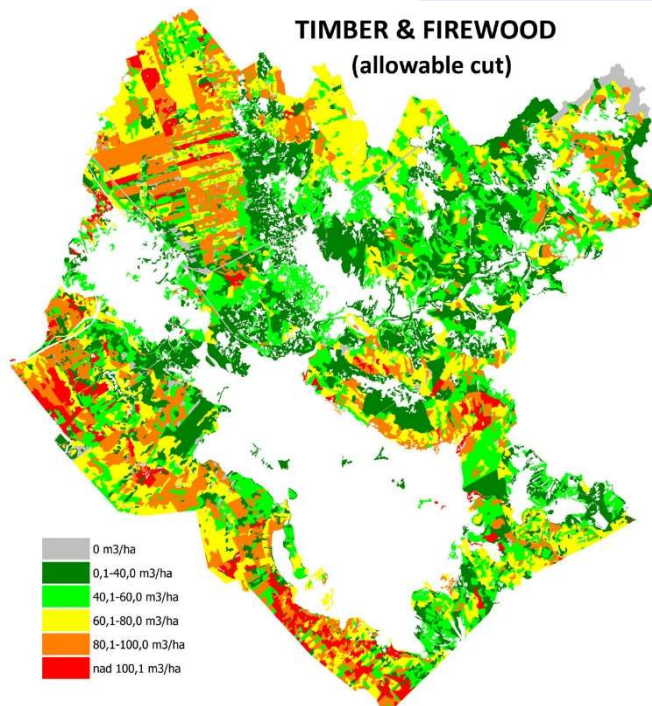 TIMBER & FIREWOOD
(allowable cut)
0 m3/ha
0,1-40,0 m3/ha
40,1-60,0 m3/ha
60,1-80,0 m3/ha
80,1-100,0 m3/ha
nad 100,1 m3/ha